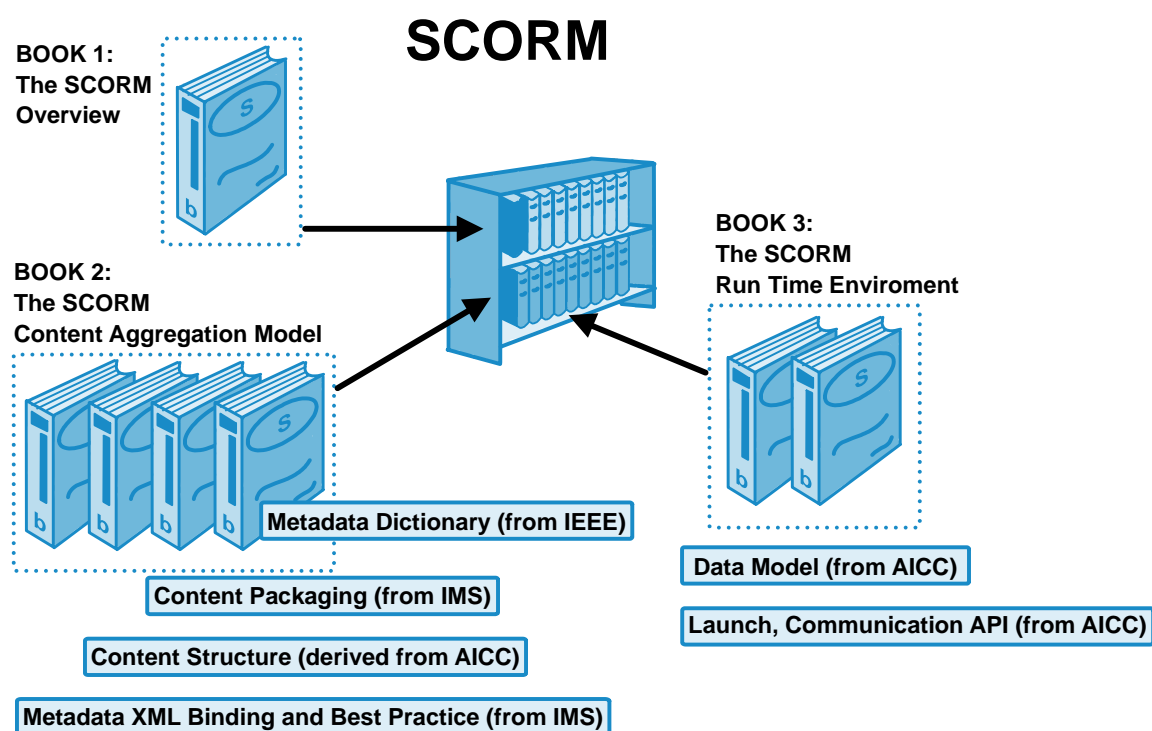 SCORM
BOOK 1:
The SCORM
Overview
S
b
BOOK 2:
The SCORM
Content Aggregation Model
S
b
b
b
b
Metadata Dictionary (from IEEE)
Content Packaging (from IMS)
Content Structure (derived from AICC)
Metadata XML Binding and Best Practice (from IMS)
BOOK 3:
The SCORM
Run Time Enviroment
S
b
b
Data Model (from AICC)
Launch, Communication API (from AICC)